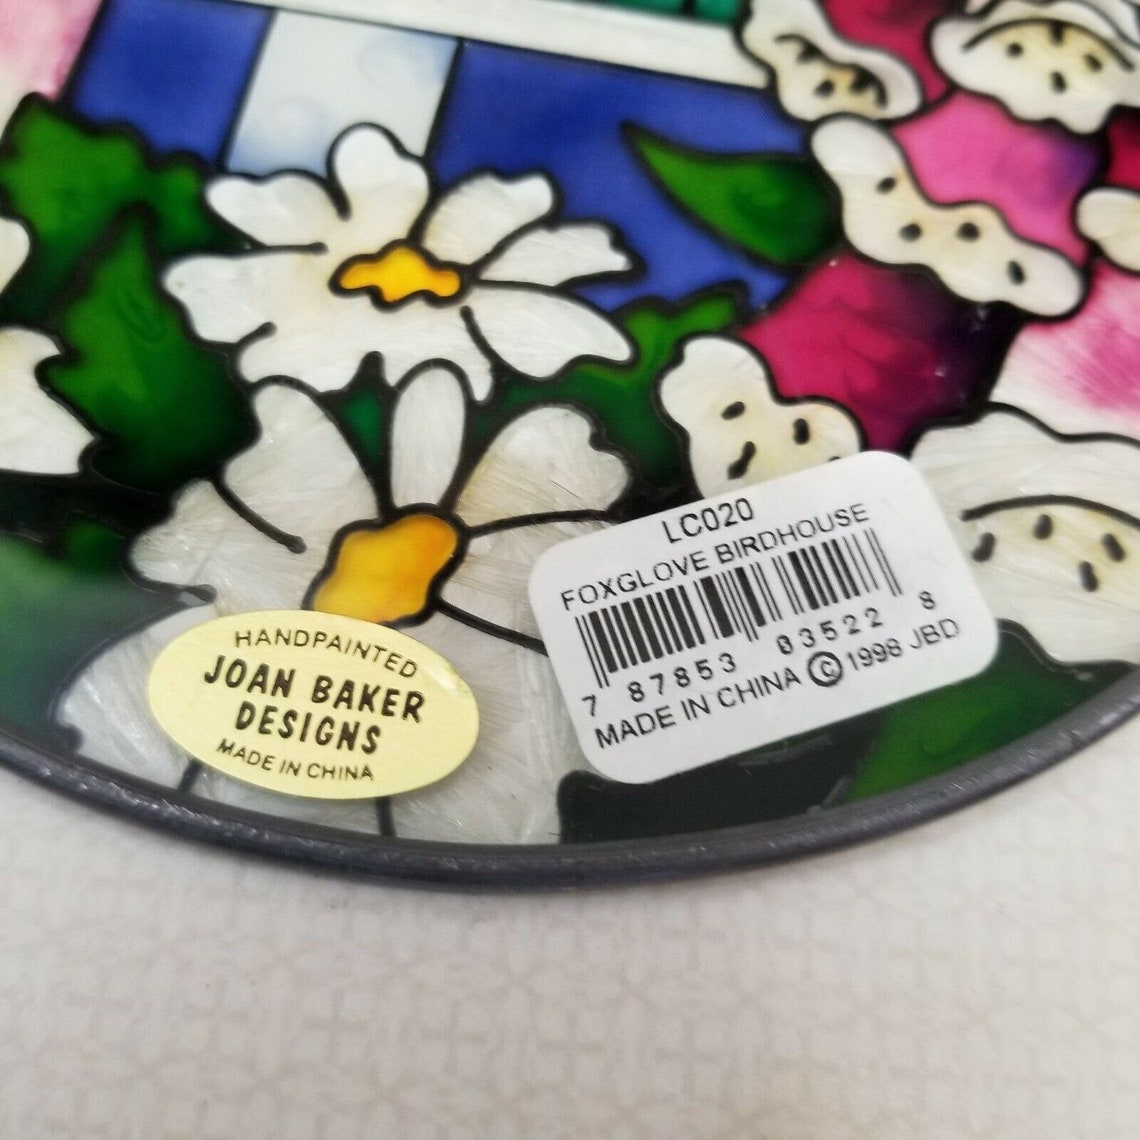 HANDPAINTED
JOAN BAKER
DESIGNS
MADE IN CHINA
LC020
FOXGLOVE BIRDHOUSE
7 87853 03522 8
MADE IN CHINA © 1998 JBD